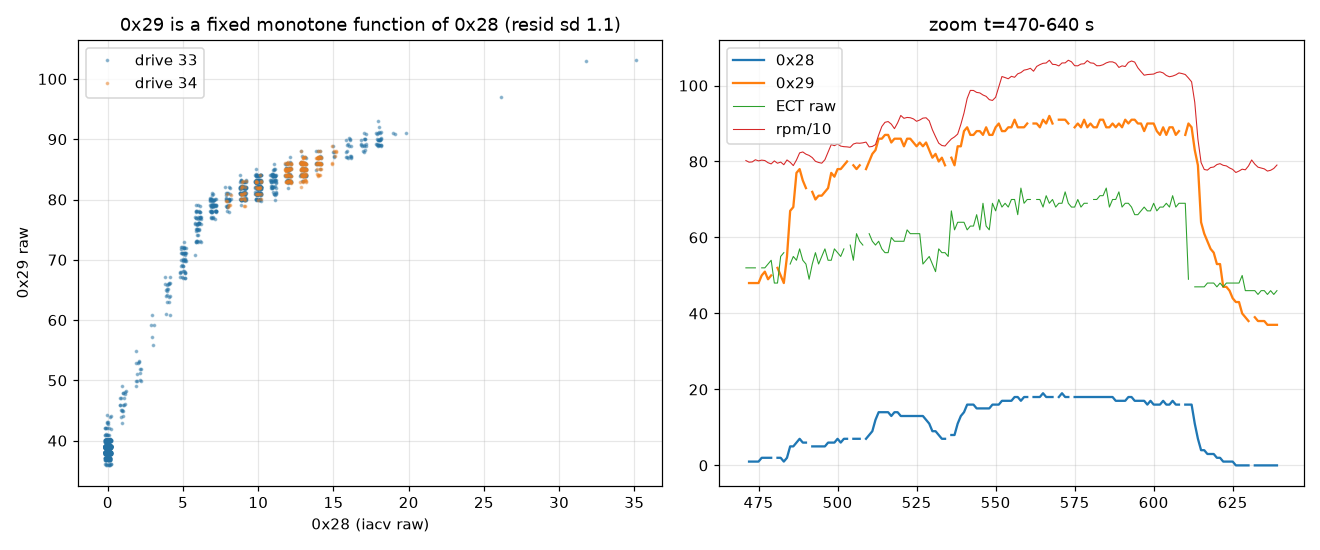 0x29 is a fixed monotone function of 0x28 (resid sd 1.1)
drive 33
drive 34
100
90
80
70
60
50
40
0x29 raw
0
5
10
15
20
25
30
35
0x28 (iacv raw)
zoom t=470-640 s
0x28
0x29
ECT raw
rpm/10
100
80
60
40
20
0
475
500
525
550
575
600
625